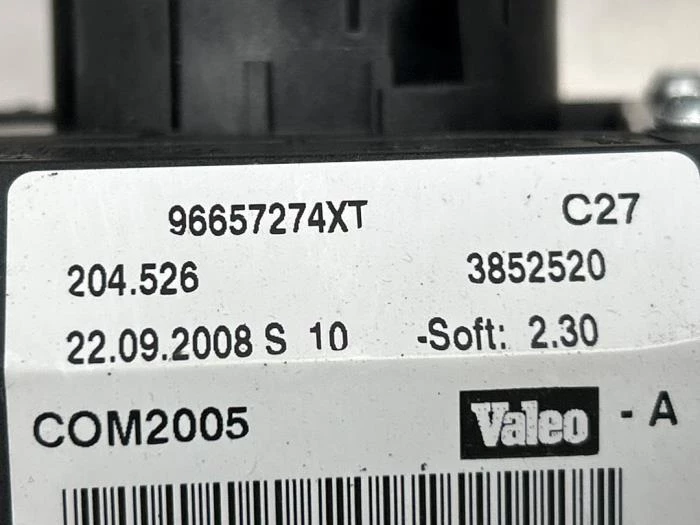 96657274XT C27
204.526 3852520
22.09.2008 S 10 -Soft: 2.30
COM2005 Valeo - A